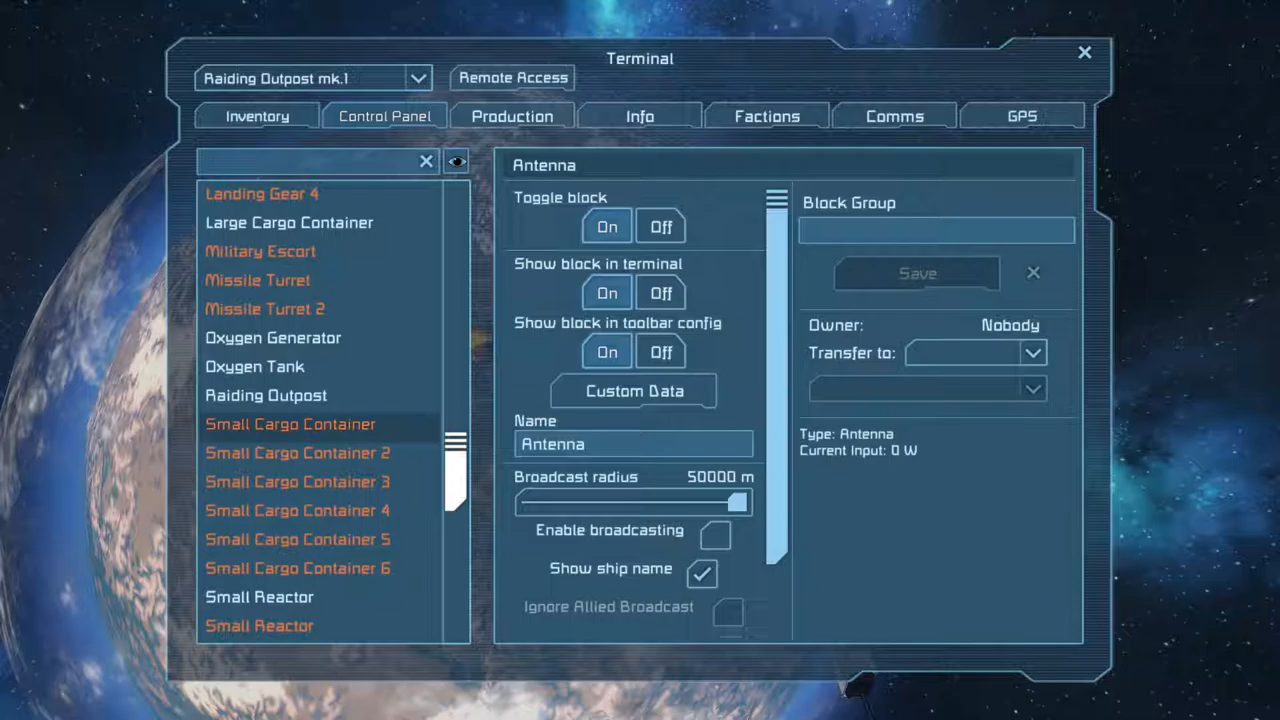 Terminal
Raiding Outpost mk.1
Remote Access
Inventory
Control Panel
Production
Info
Factions
Comms
GPS
Landing Gear 4
Large Cargo Container
Military Escort
Missile Turret
Missile Turret 2
Oxygen Generator
Oxygen Tank
Raiding Outpost
Small Cargo Container
Small Cargo Container 2
Small Cargo Container 3
Small Cargo Container 4
Small Cargo Container 5
Small Cargo Container 6
Small Reactor
Small Reactor
Antenna
Toggle block
On Off
Show block in terminal
On Off
Show block in toolbar config
On Off
Custom Data
Name
Antenna
Broadcast radius 50000 m
Enable broadcasting
Show ship name
Ignore Allied Broadcast
Block Group
Save
Owner: Nobody
Transfer to:
Type: Antenna
Current Input: 0 W